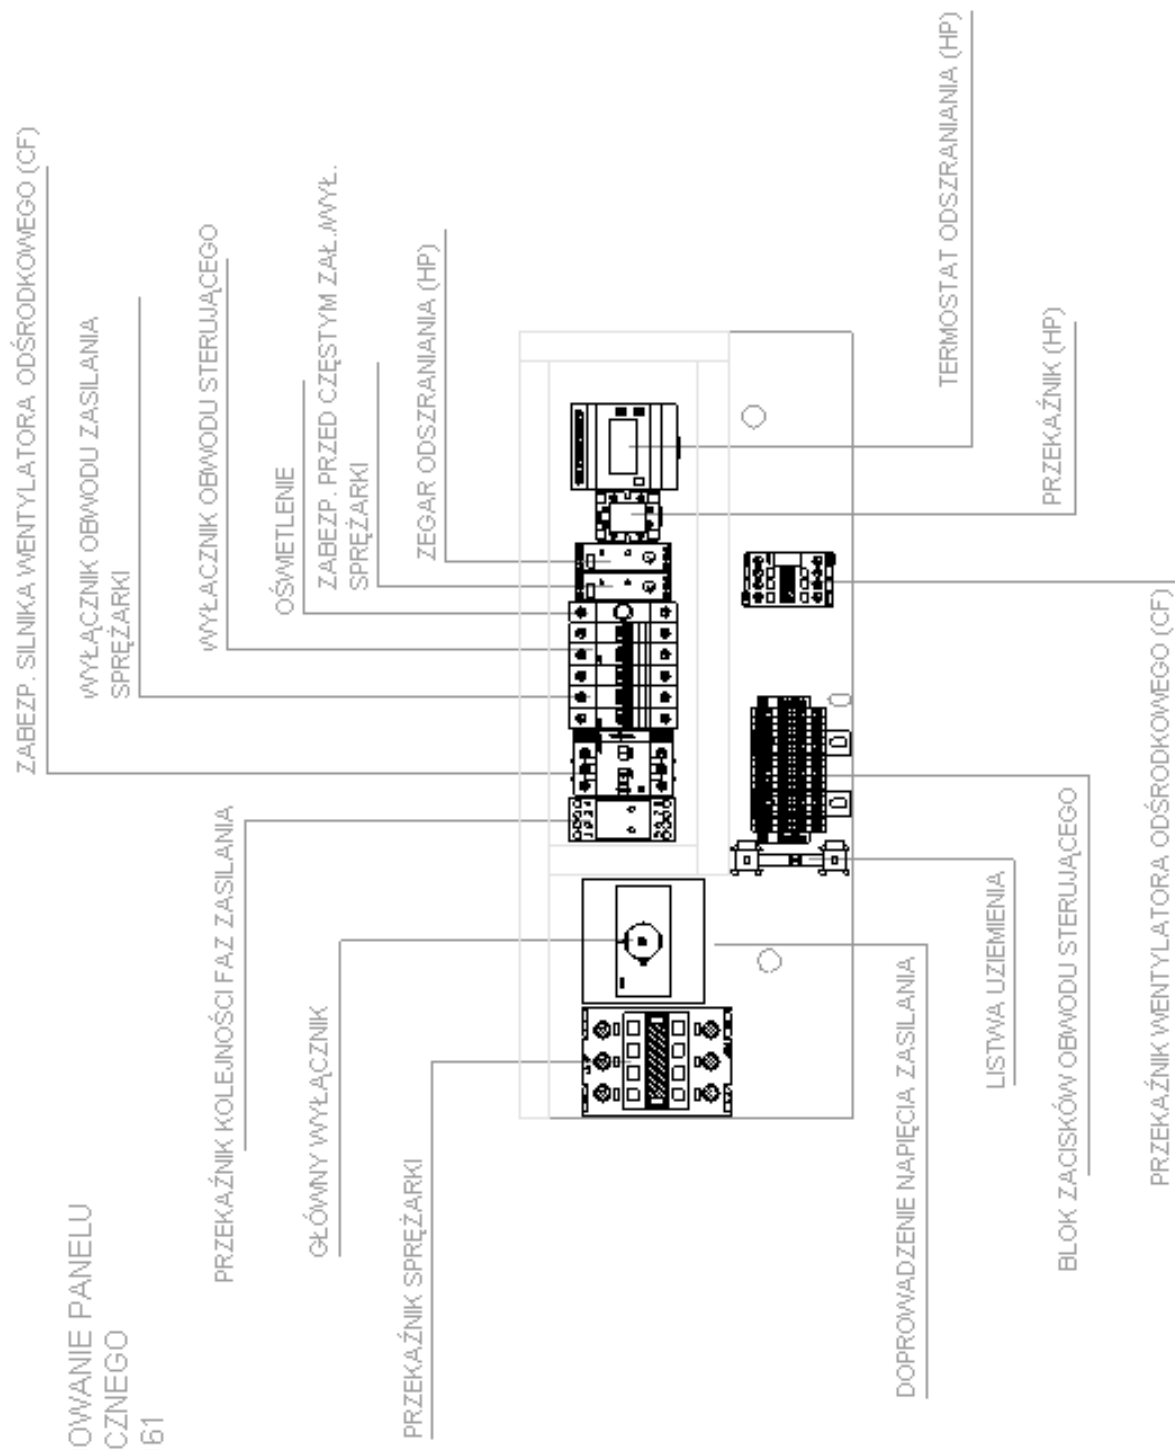 OWANIE PANELU
CZNEGO
61
ZABEZP. SILNIKA WENTYLATORA ODŚRODKOWEGO (CF)
WYŁĄCZNIK OBWODU ZASILANIA
SPRĘŻARKI
WYŁĄCZNIK OBWODU STERUJĄCEGO
OŚWIETLENIE
ZABEZP. PRZED CZĘSTYM ZAŁ./WYŁ.
SPRĘŻARKI
ZEGAR ODSZRANIANIA (HP)
PRZEKAŹNIK KOLEJNOŚCI FAZ ZASILANIA
GŁÓWNY WYŁĄCZNIK
PRZEKAŹNIK SPRĘŻARKI
DOPROWADZENIE NAPIĘCIA ZASILANIA
TERMOSTAT ODSZRANIANIA (HP)
LISTWA UZIEMIENIA
PRZEKAŹNIK (HP)
BLOK ZACISKÓW OBWODU STERUJĄCEGO
PRZEKAŹNIK WENTYLATORA ODŚRODKOWEGO (CF)